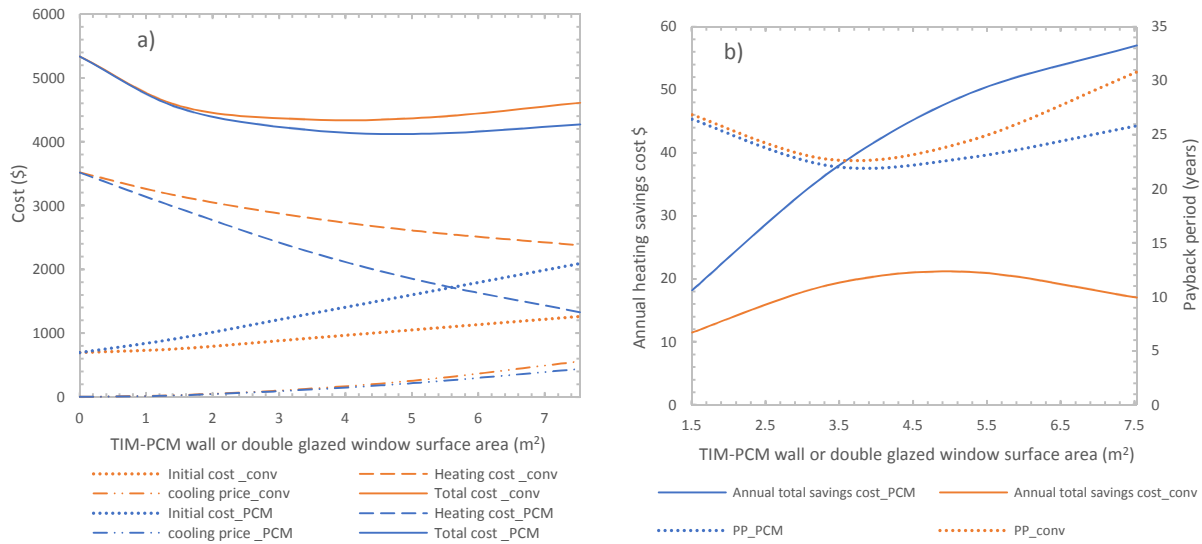 a)
6000
5000
4000
3000
2000
1000
0
Cost ($)
0 1 2 3 4 5 6 7
TIM-PCM wall or double glazed window surface area (m²)
Initial cost _conv
Heating cost _conv
cooling price_conv
Total cost _conv
Initial cost_PCM
Heating cost_PCM
cooling price _PCM
Total cost _PCM
b)
60
50
40
30
20
10
0
Annual heating savings cost $
35
30
25
20
15
10
5
0
Payback period (years)
1.5 2.5 3.5 4.5 5.5 6.5 7.5
TIM-PCM wall or double glazed window surface area (m²)
Annual total savings cost_PCM
Annual total savings cost_conv
PP_PCM
PP_conv